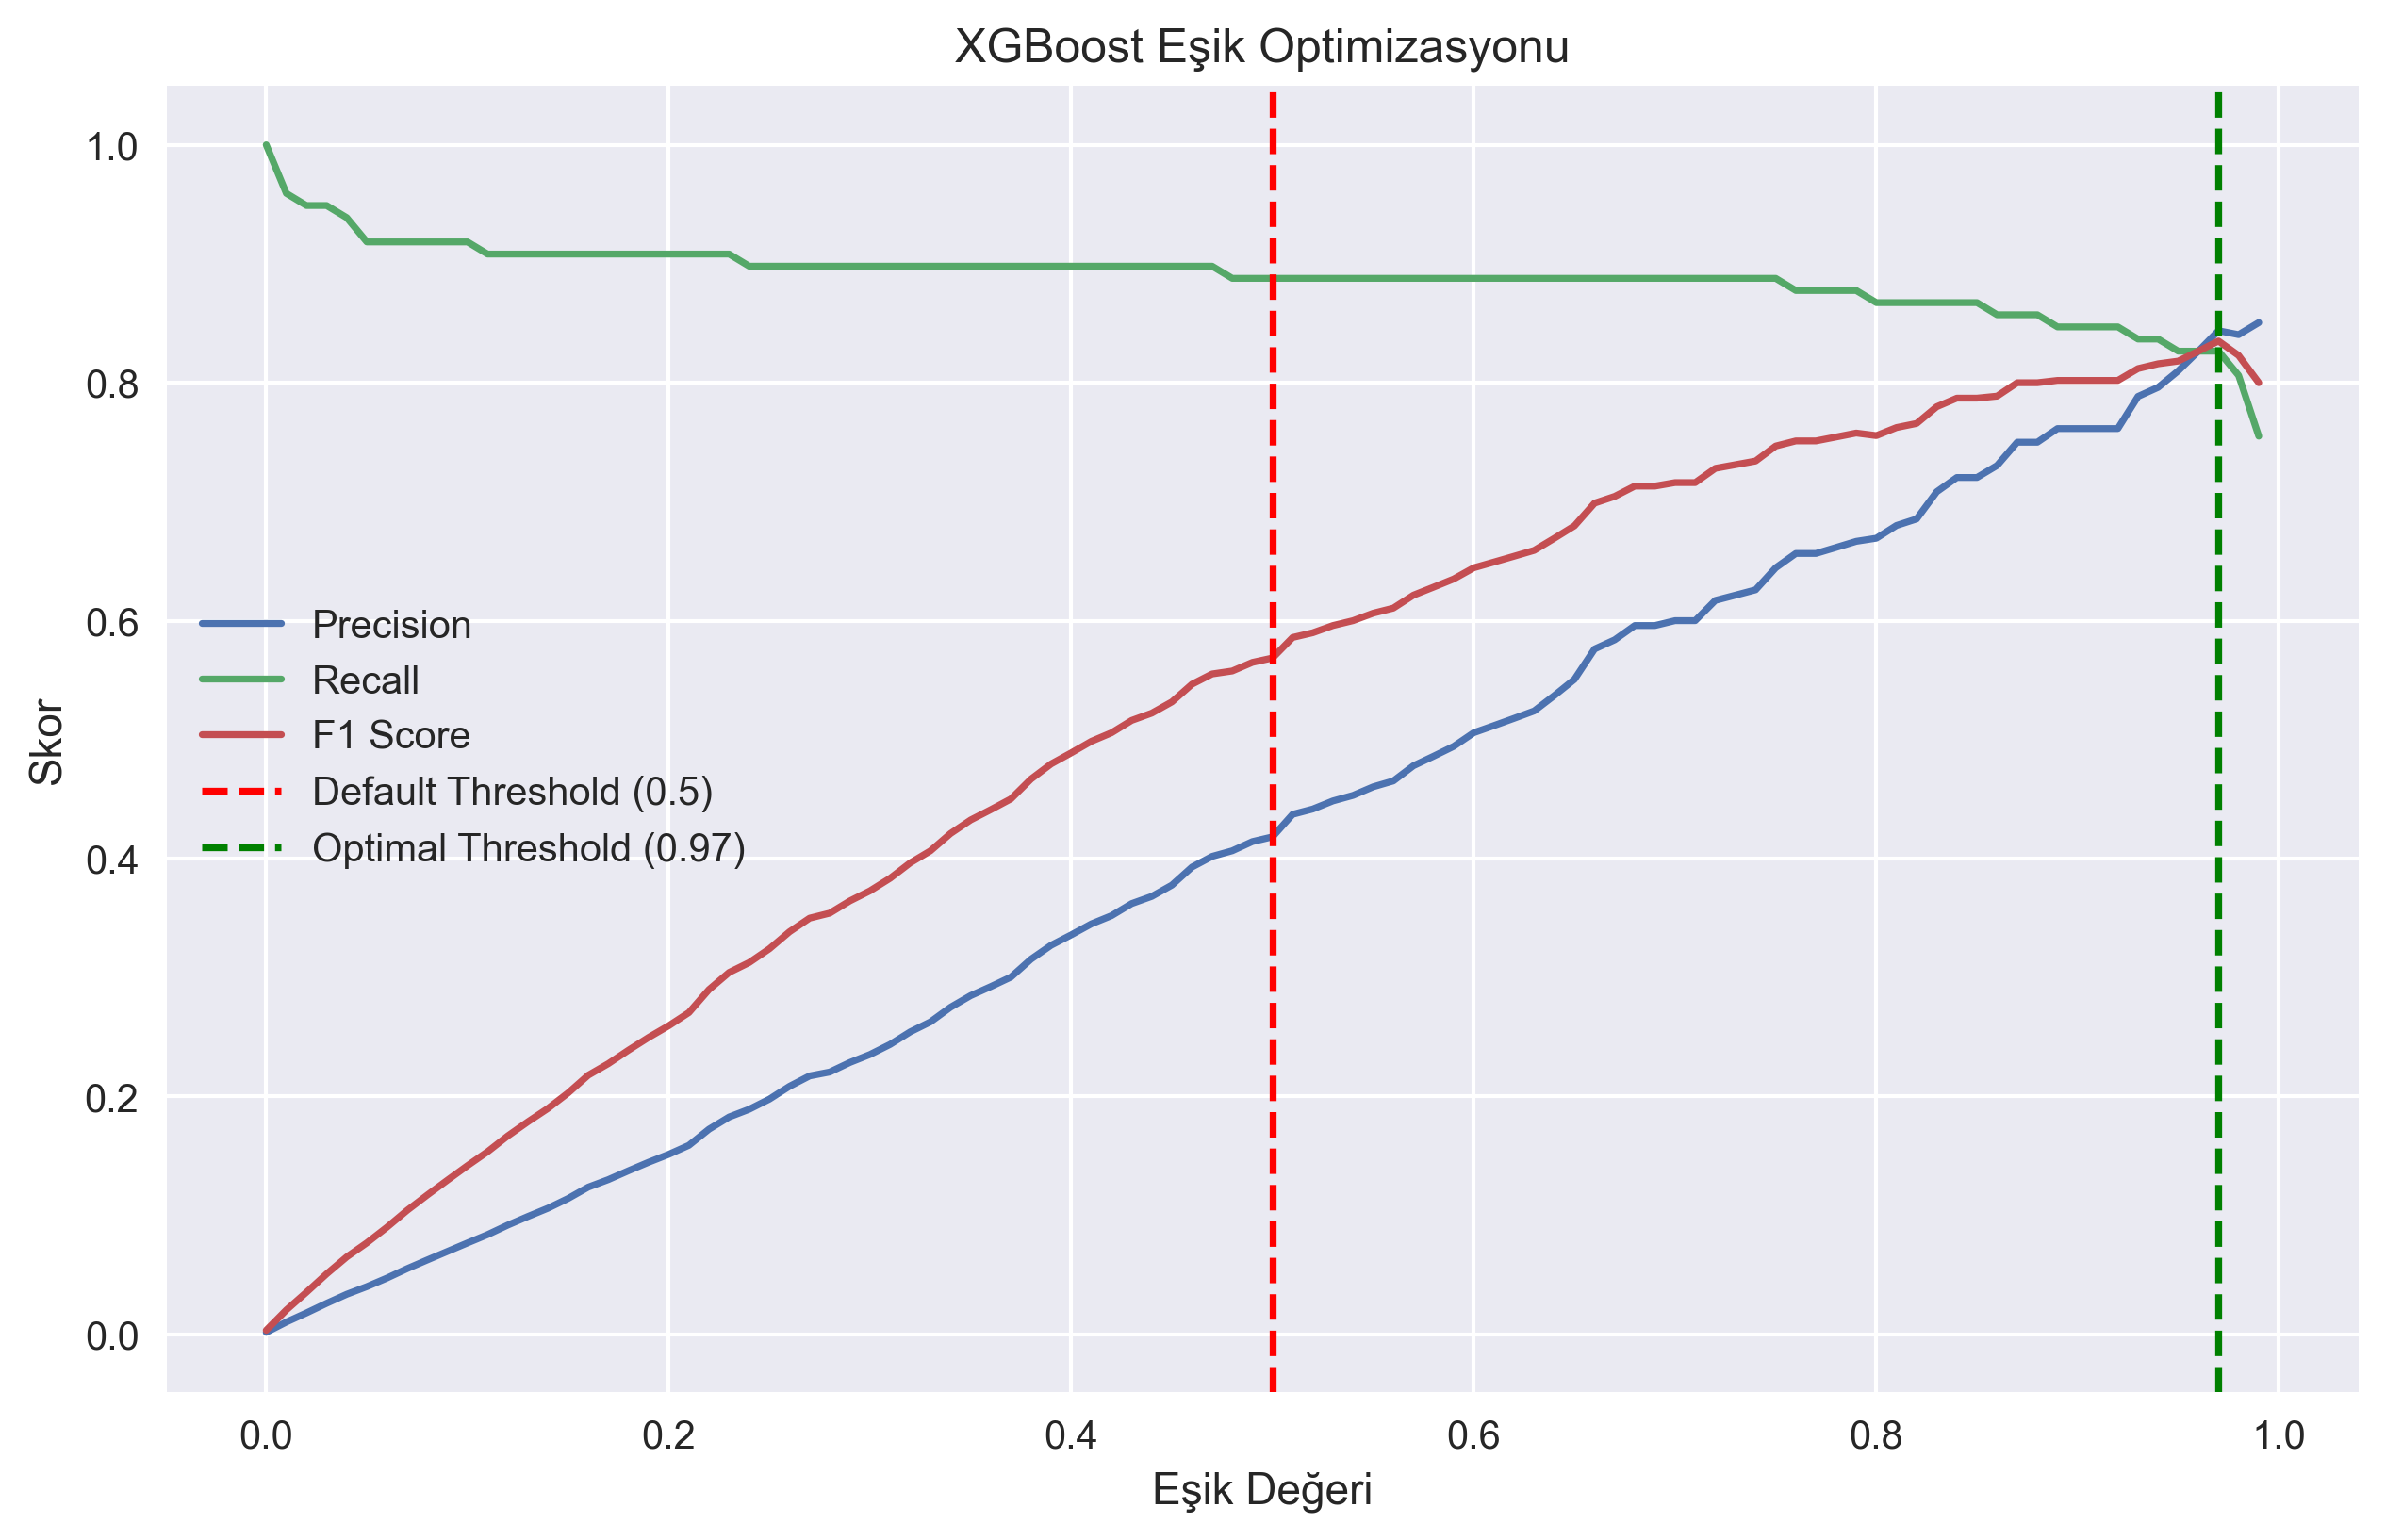 XGBoost Eşik Optimizasyonu
Skor
1.0
0.8
0.6
0.4
0.2
0.0
Precision
Recall
F1 Score
Default Threshold (0.5)
Optimal Threshold (0.97)
0.0 0.2 0.4 0.6 0.8 1.0
Eşik Değeri